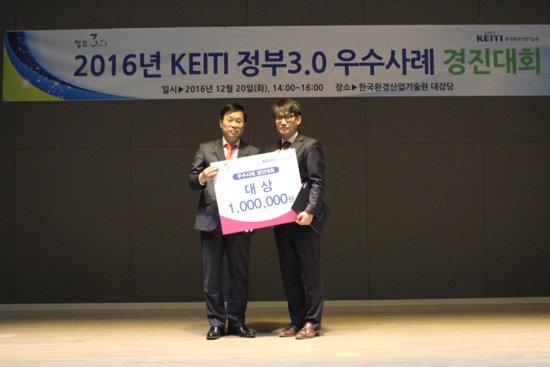 정부 3.0
KEITI 한국환경산업기술원
2016년 KEITI 정부3.0 우수사례 경진대회
일시▶2016년 12월 20일(화), 14:00~16:00 장소▶한국환경산업기술원 대강당
KEITI
우수사례 경진대회
대 상
1,000,000원